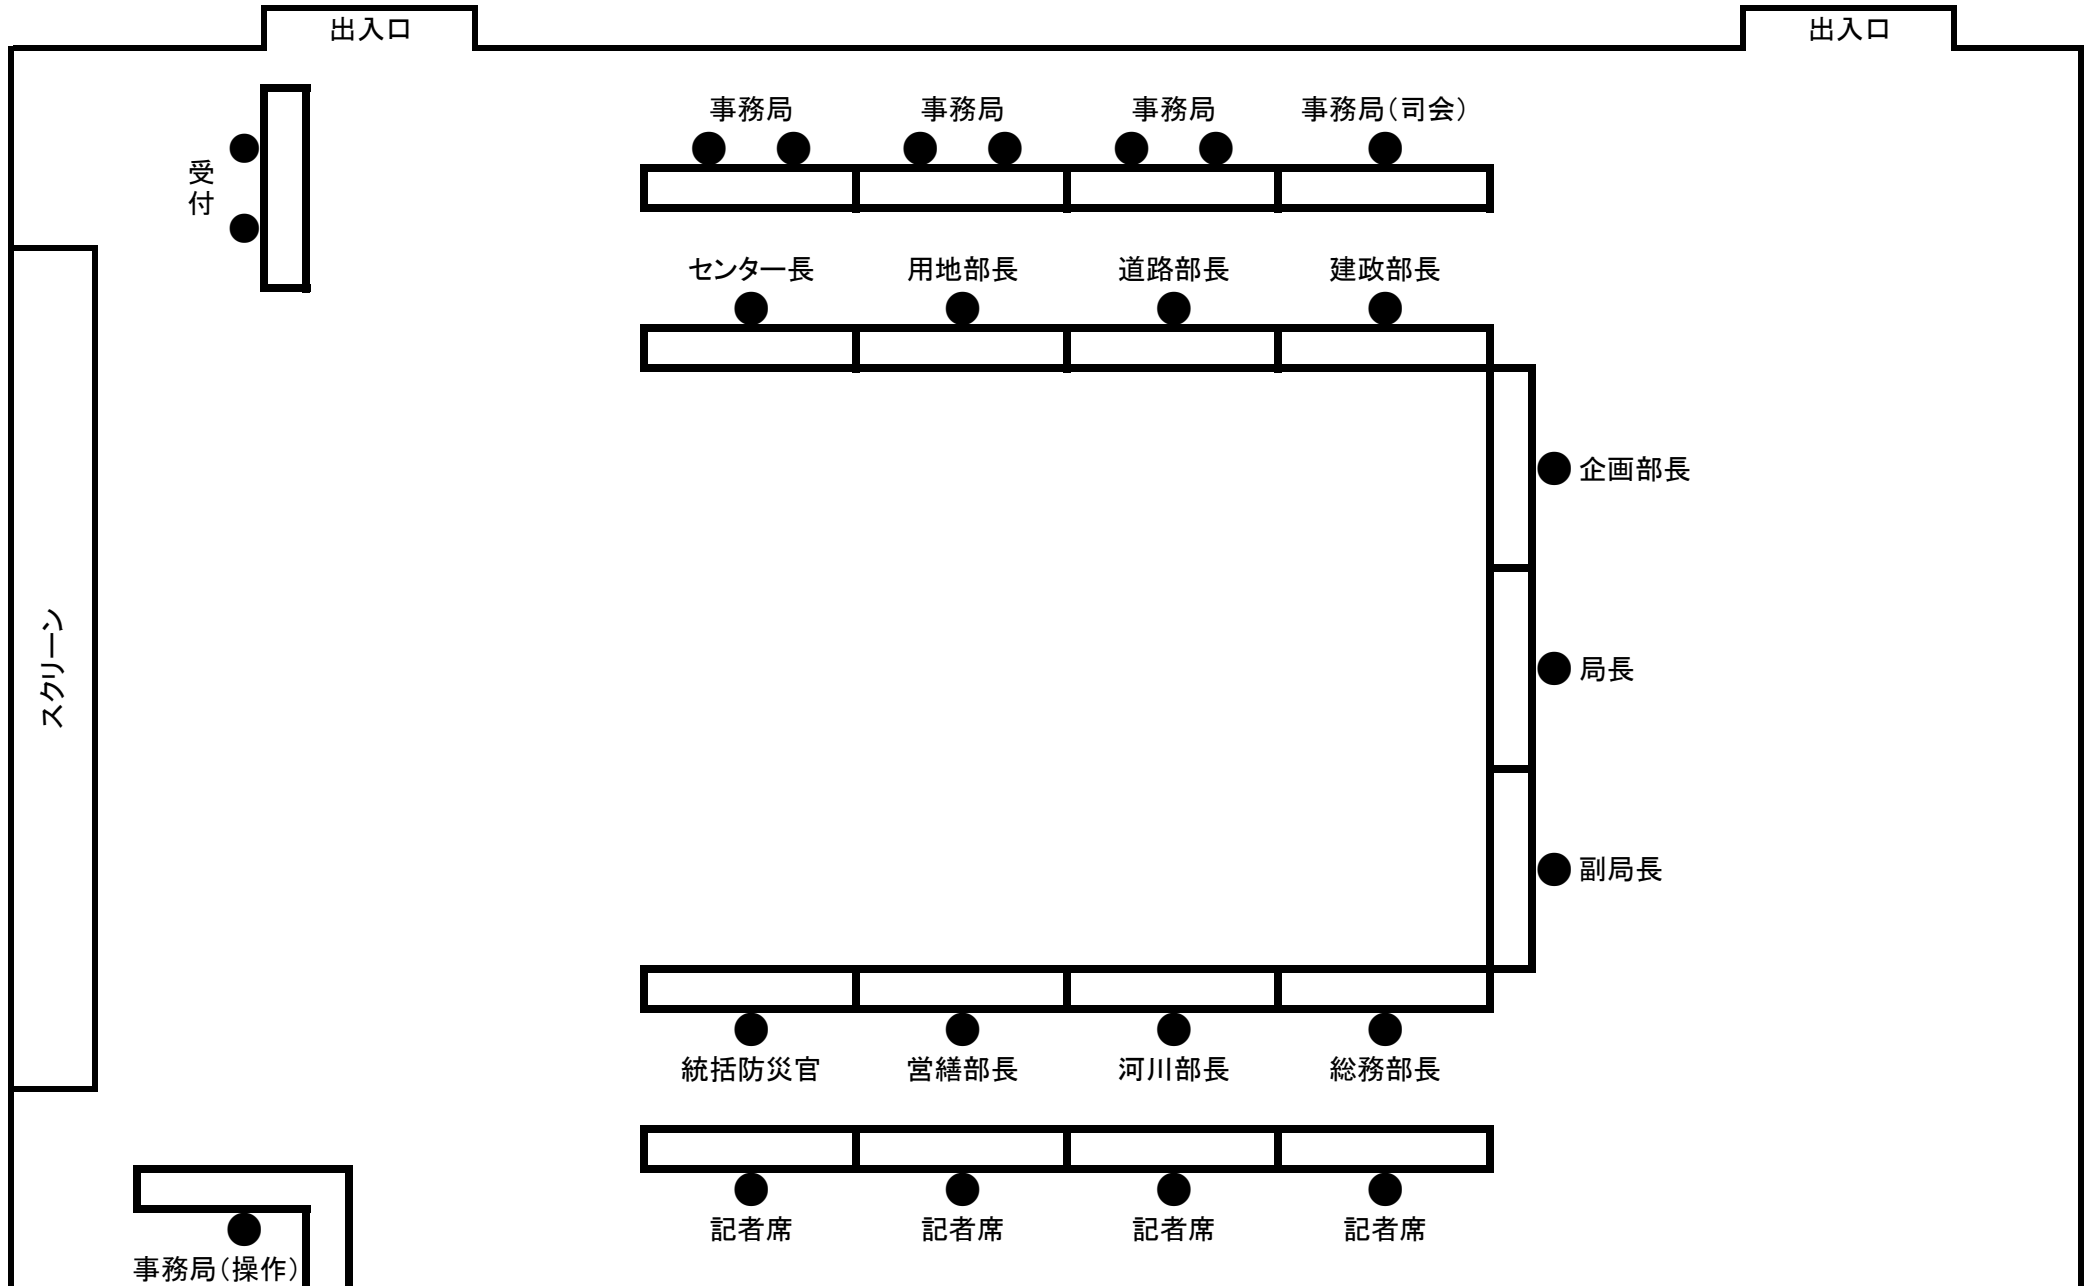 出入口
出入口
事務局
事務局
事務局
事務局（司会）
受付
センター長
用地部長
道路部長
建政部長
企画部長
スクリーン
局長
副局長
統括防災官
営繕部長
河川部長
総務部長
記者席
記者席
記者席
記者席
事務局（操作）